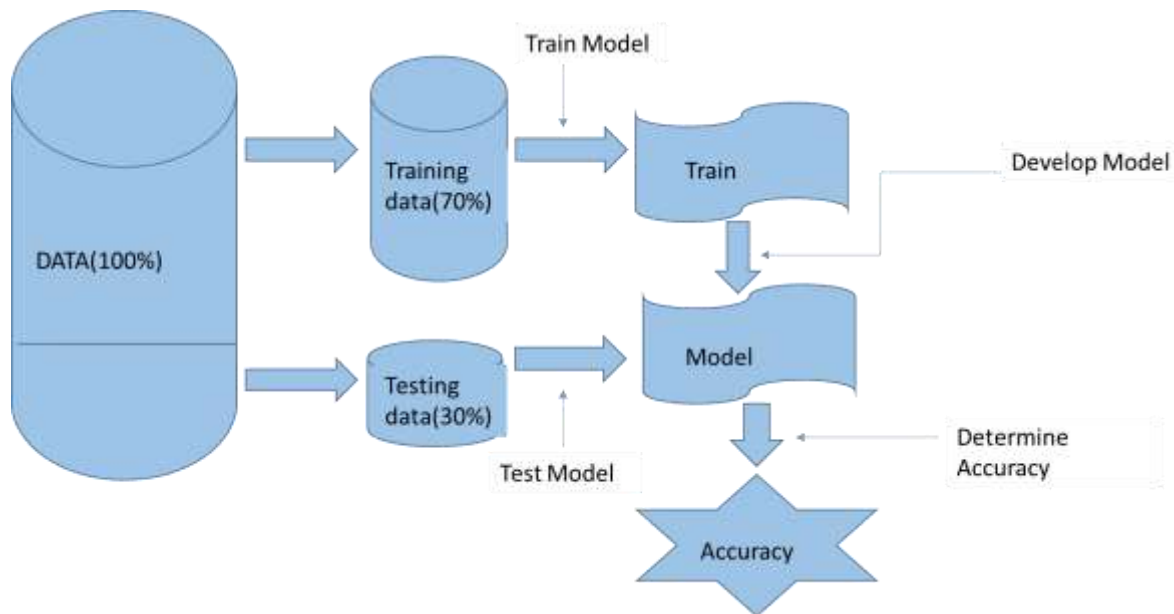 Train Model
Training
data(70%)
Train
Develop Model
DATA(100%)
Model
Testing
data(30%)
Test Model
Determine
Accuracy
Accuracy